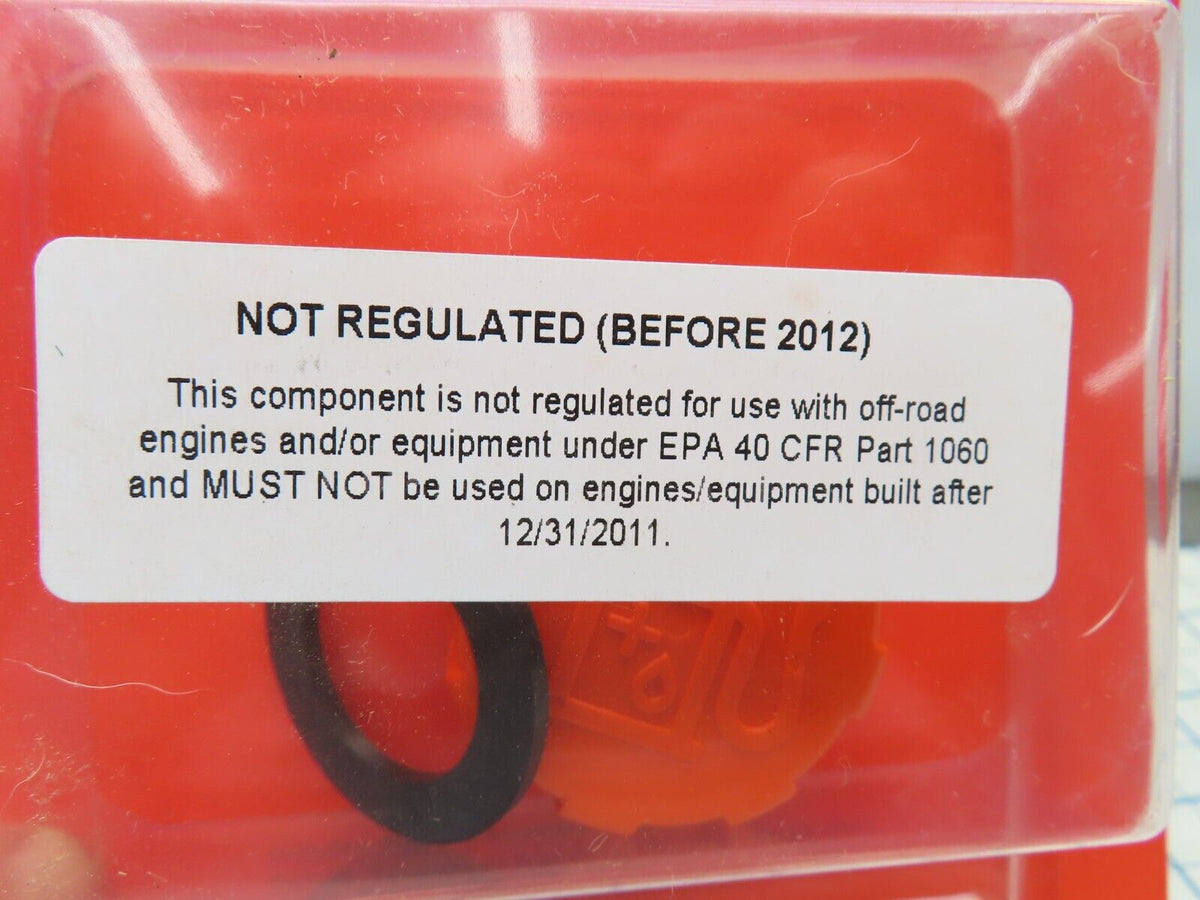 NOT REGULATED (BEFORE 2012)
This component is not regulated for use with off-road
engines and/or equipment under EPA 40 CFR Part 1060
and MUST NOT be used on engines/equipment built after
12/31/2011.